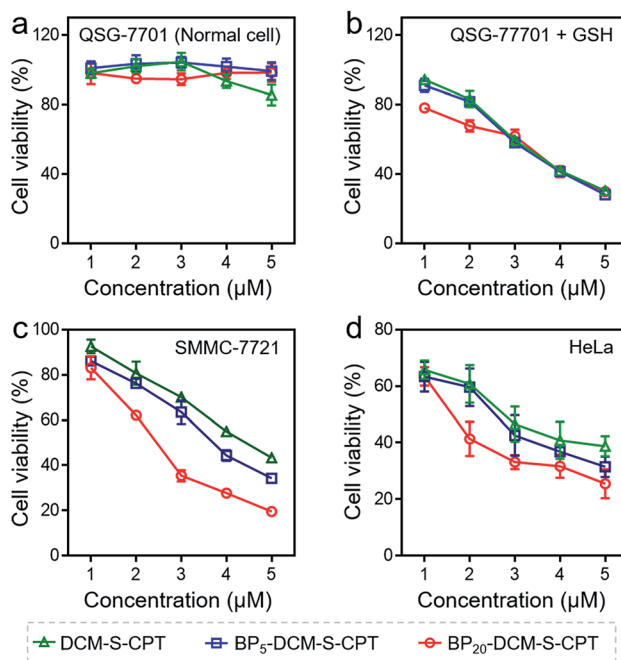 a
QSG-7701 (Normal cell)
Cell viability (%)
120
80
40
0
1 2 3 4 5
Concentration (μM)
b
QSG-77701 + GSH
Cell viability (%)
120
80
40
0
1 2 3 4 5
Concentration (μM)
c
SMMC-7721
Cell viability (%)
100
80
60
40
20
0
1 2 3 4 5
Concentration (μM)
d
HeLa
Cell viability (%)
80
60
40
20
0
1 2 3 4 5
Concentration (μM)
DCM-S-CPT BP₅-DCM-S-CPT BP₂₀-DCM-S-CPT